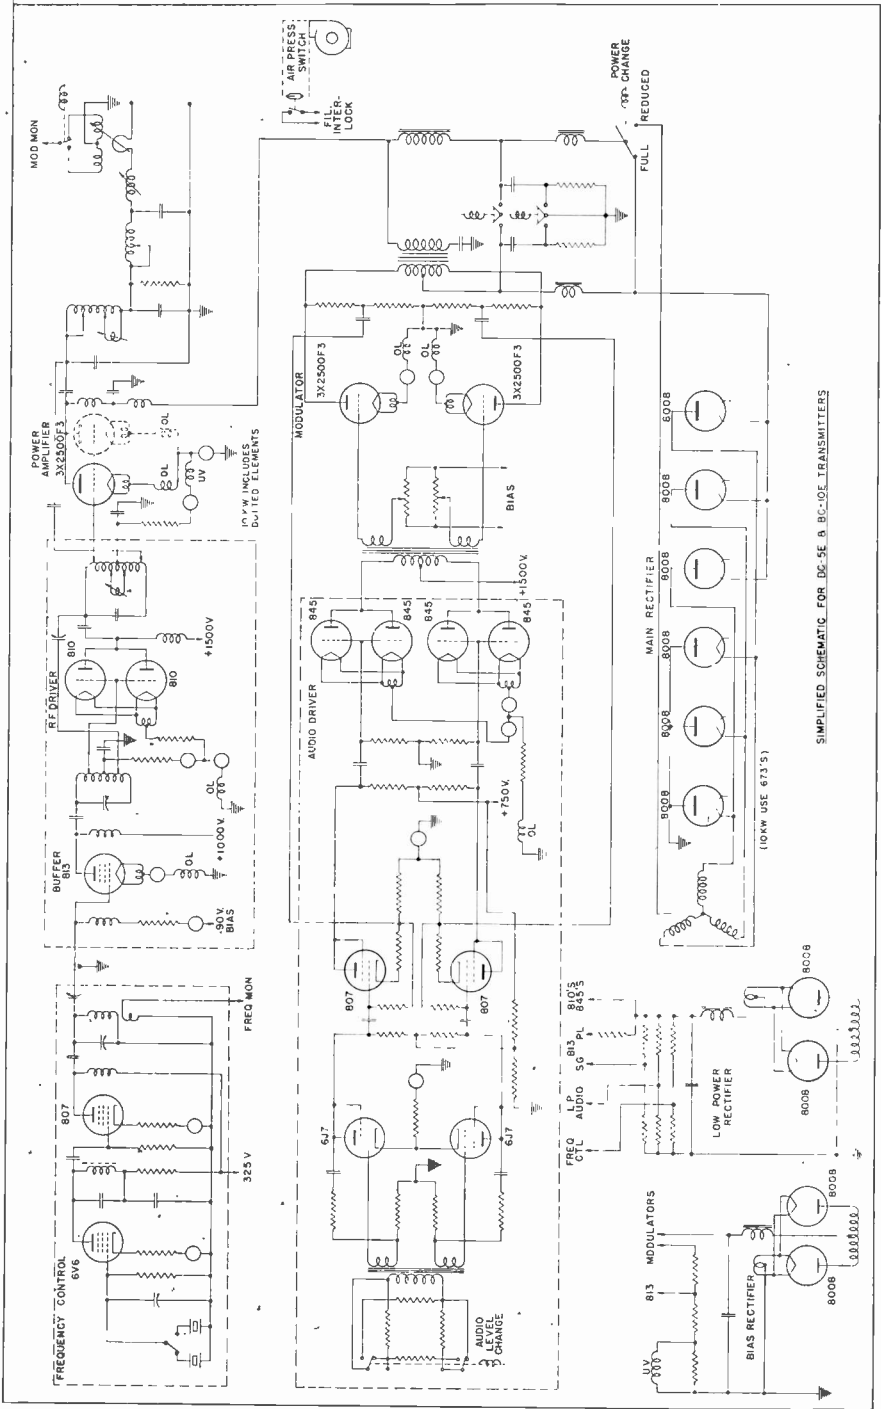 FREQUENCY CONTROL
6V6
807
325 V
FREQ MON
BUFFER
813
-90V.
BIAS
+1000V.
OL
R F DRIVER
810
810
OL
+1500V
POWER
AMPLIFIER
3X2500F3
OL
OL
UV
10 KW INCLUDES
DOTTED ELEMENTS
MOD MON
AIR PRESS
SWITCH
FIL.
INTER-
LOCK
AUDIO
LEVEL
CHANGE
6J7
6J7
807
807
AUDIO DRIVER
+750V.
OL
845
845
845
845
+1500V.
BIAS
MODULATOR
3X2500F3
OL
OL
3X2500F3
POWER
CHANGE
REDUCED
FULL
U.V.
813
MODULATORS
BIAS RECTIFIER
8008
8008
FREQ
CTL
L P
AUDIO
813
SG PL
810'S
845'S
LOW POWER
RECTIFIER
8008
8008
MAIN RECTIFIER
8008
8008
8008
8008
8008
8008
(10KW USE 673'S)
SIMPLIFIED SCHEMATIC FOR BC-5E & BC-10E TRANSMITTERS